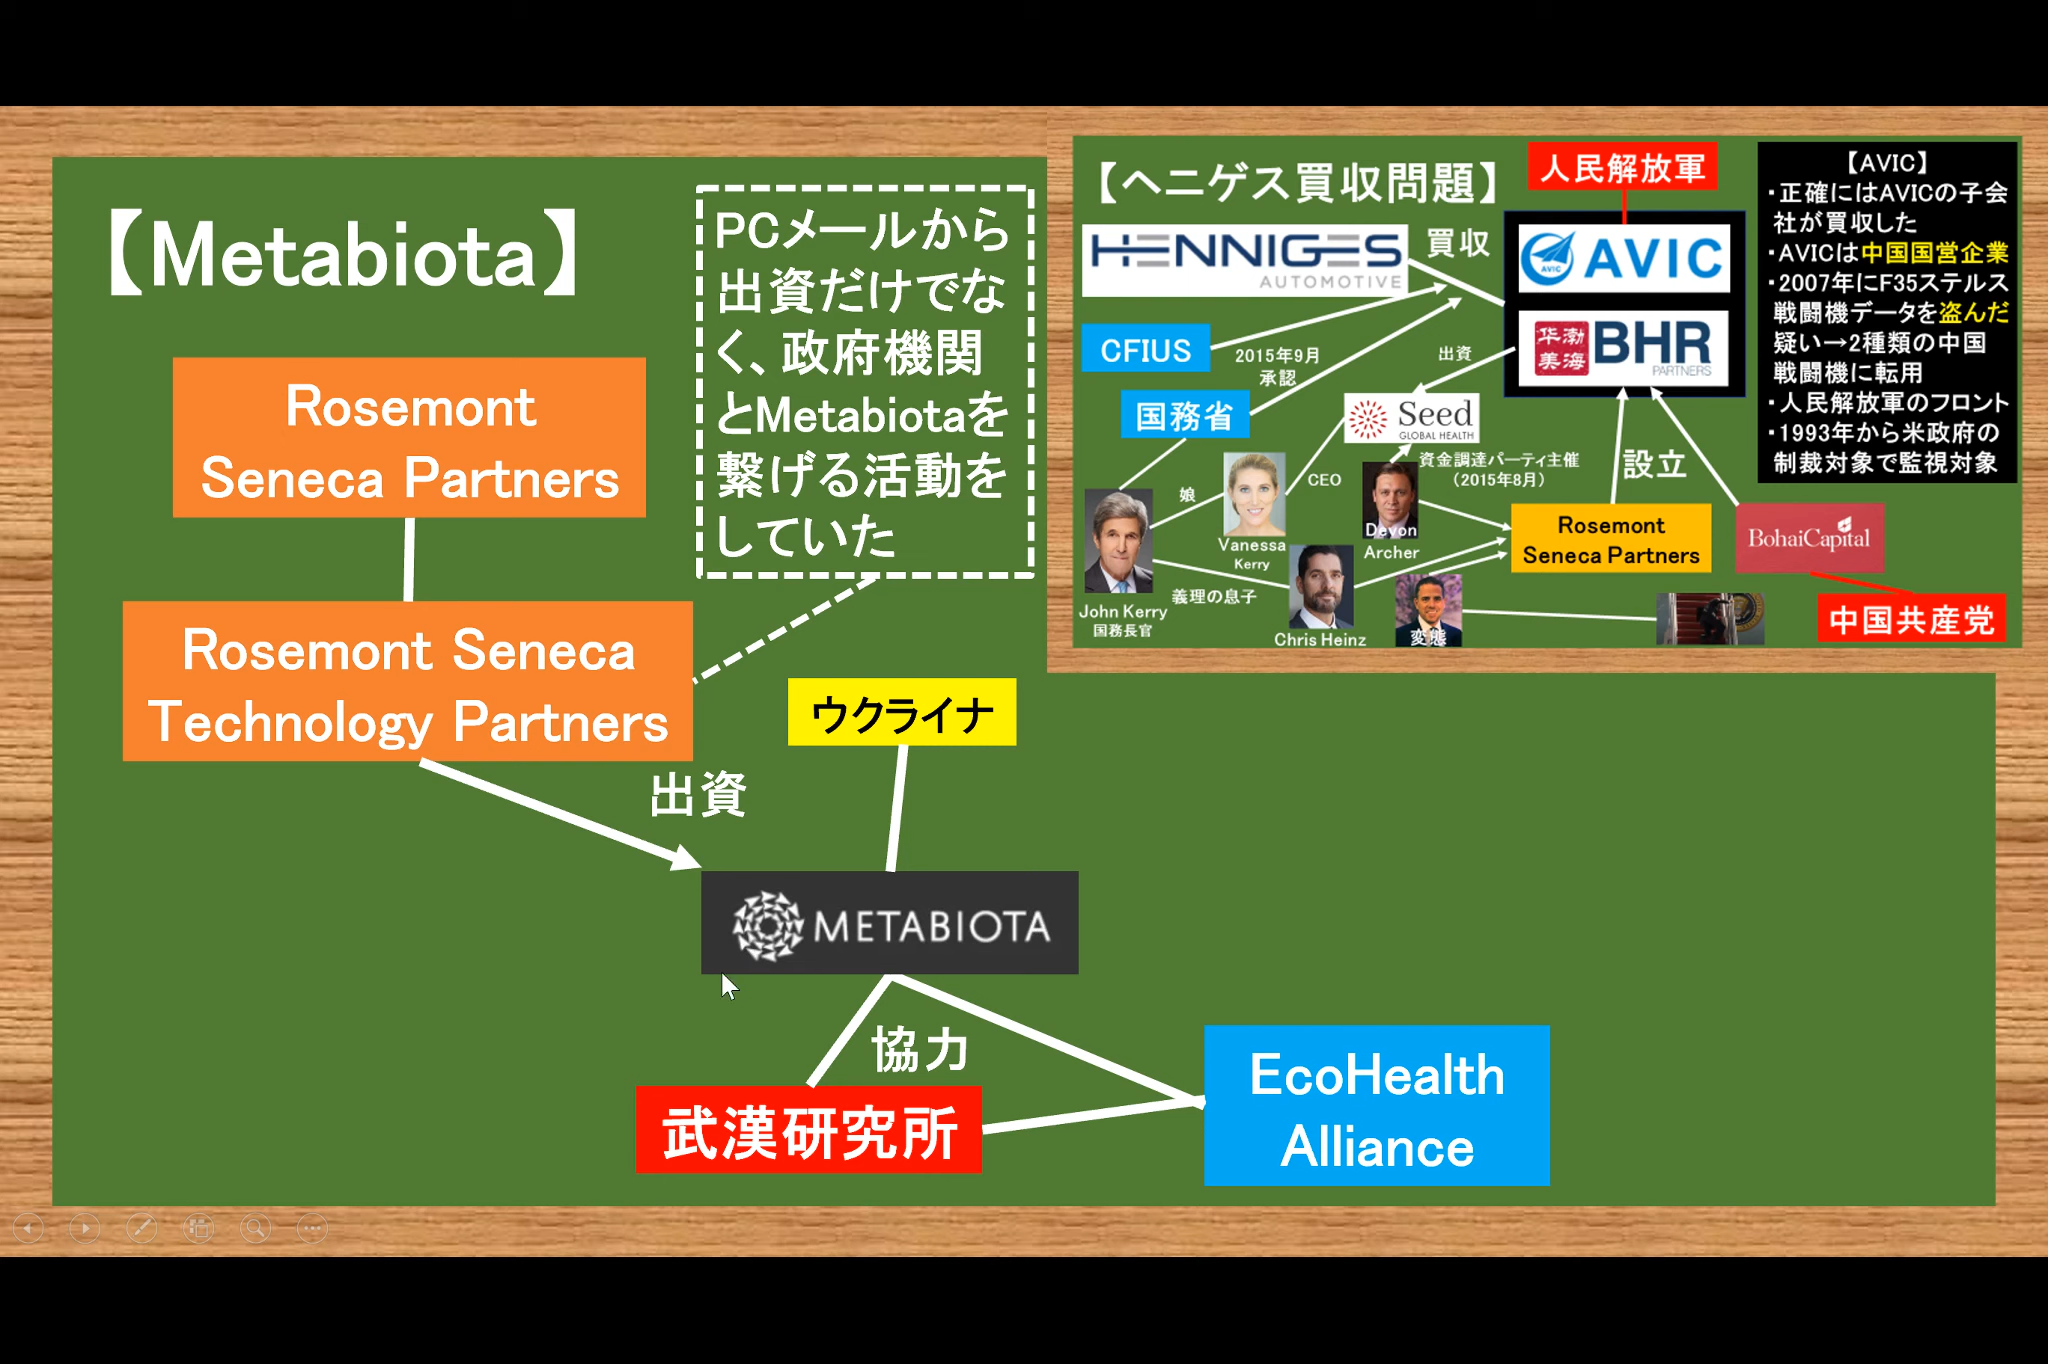 【Metabiota】
PCメールから
出資だけでな
く、政府機関
とMetabiotaを
繋げる活動を
していた
Rosemont
Seneca Partners
Rosemont Seneca
Technology Partners
出資
ウクライナ
METABIOTA
協力
武漢研究所
EcoHealth
Alliance
【ヘニゲス買収問題】
人民解放軍
HENNIGES
AUTOMOTIVE
買収
AVIC
AVIC
华渤
美海
BHR
PARTNERS
CFIUS
2015年9月
承認
出資
国務省
Seed
GLOBAL HEALTH
資金調達パーティ主催
（2015年8月）
設立
娘
CEO
Vanessa
Kerry
Devon
Archer
Rosemont
Seneca Partners
BohaiCapital
John Kerry
国務長官
義理の息子
Chris Heinz
変態
中国共産党
【AVIC】
・正確にはAVICの子会
社が買収した
・AVICは中国国営企業
・2007年にF35ステルス
戦闘機データを盗んだ
疑い→2種類の中国
戦闘機に転用
・人民解放軍のフロント
・1993年から米政府の
制裁対象で監視対象